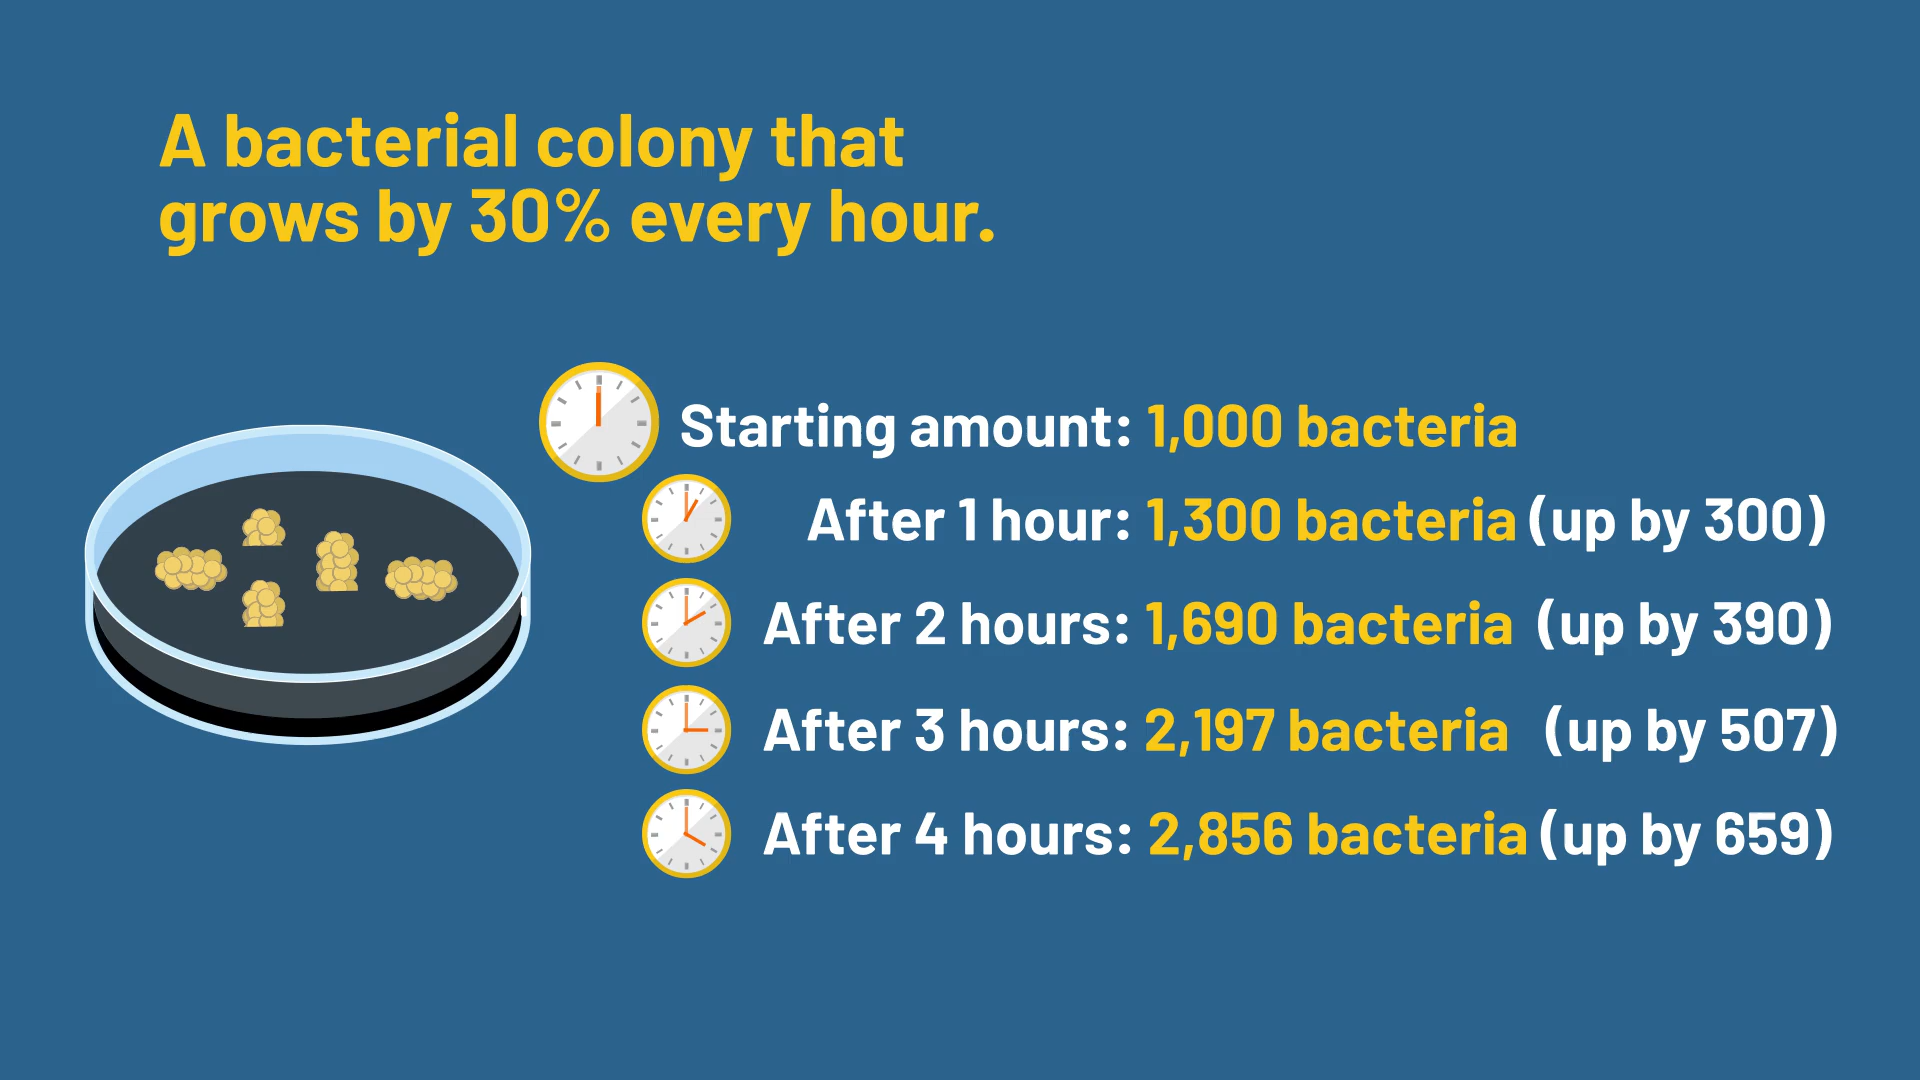 A bacterial colony that
grows by 30% every hour.
Starting amount: 1,000 bacteria
After 1 hour: 1,300 bacteria (up by 300)
After 2 hours: 1,690 bacteria (up by 390)
After 3 hours: 2,197 bacteria (up by 507)
After 4 hours: 2,856 bacteria (up by 659)